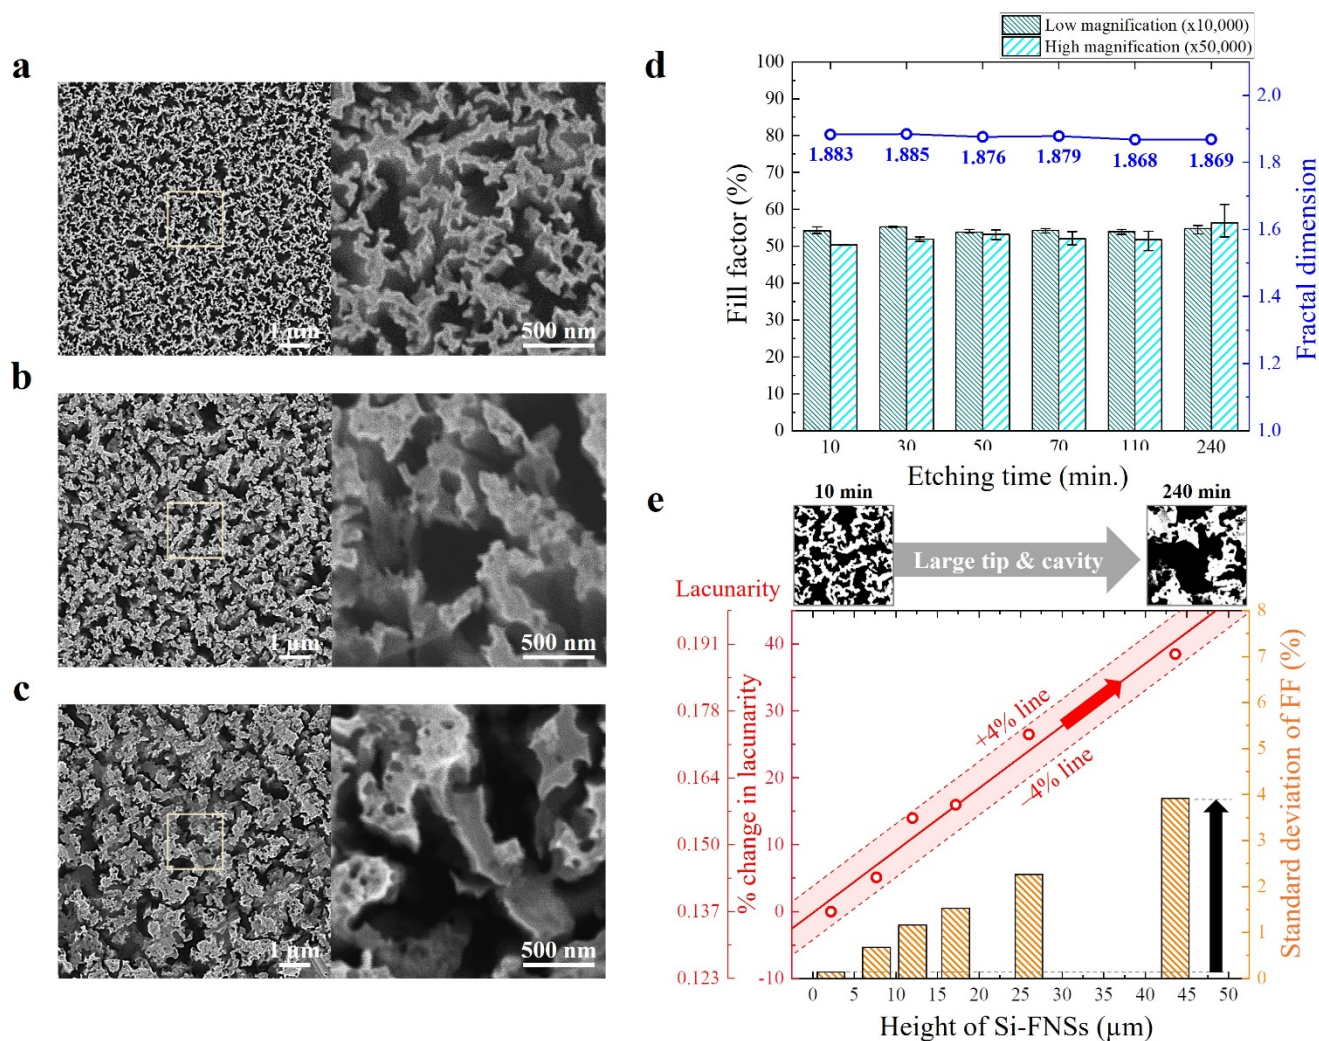 a
1 µm
500 nm
b
1 µm
500 nm
c
1 µm
500 nm
d
Low magnification (x10,000)
High magnification (x50,000)
100
90
80
70
60
50
40
30
20
10
0
Fill factor (%)
1.883 1.885 1.876 1.879 1.868 1.869
2.0
1.8
1.6
1.4
1.2
1.0
Fractal dimension
10 30 50 70 110 240
Etching time (min.)
e
10 min 240 min
Large tip & cavity
Lacunarity
0.191
0.178
0.164
0.150
0.137
0.123
% change in lacunarity
40
30
20
10
0
-10
+4% line
-4% line
8
7
6
5
4
3
2
1
0
Standard deviation of FF (%)
0 5 10 15 20 25 30 35 40 45 50
Height of Si-FNSs (µm)